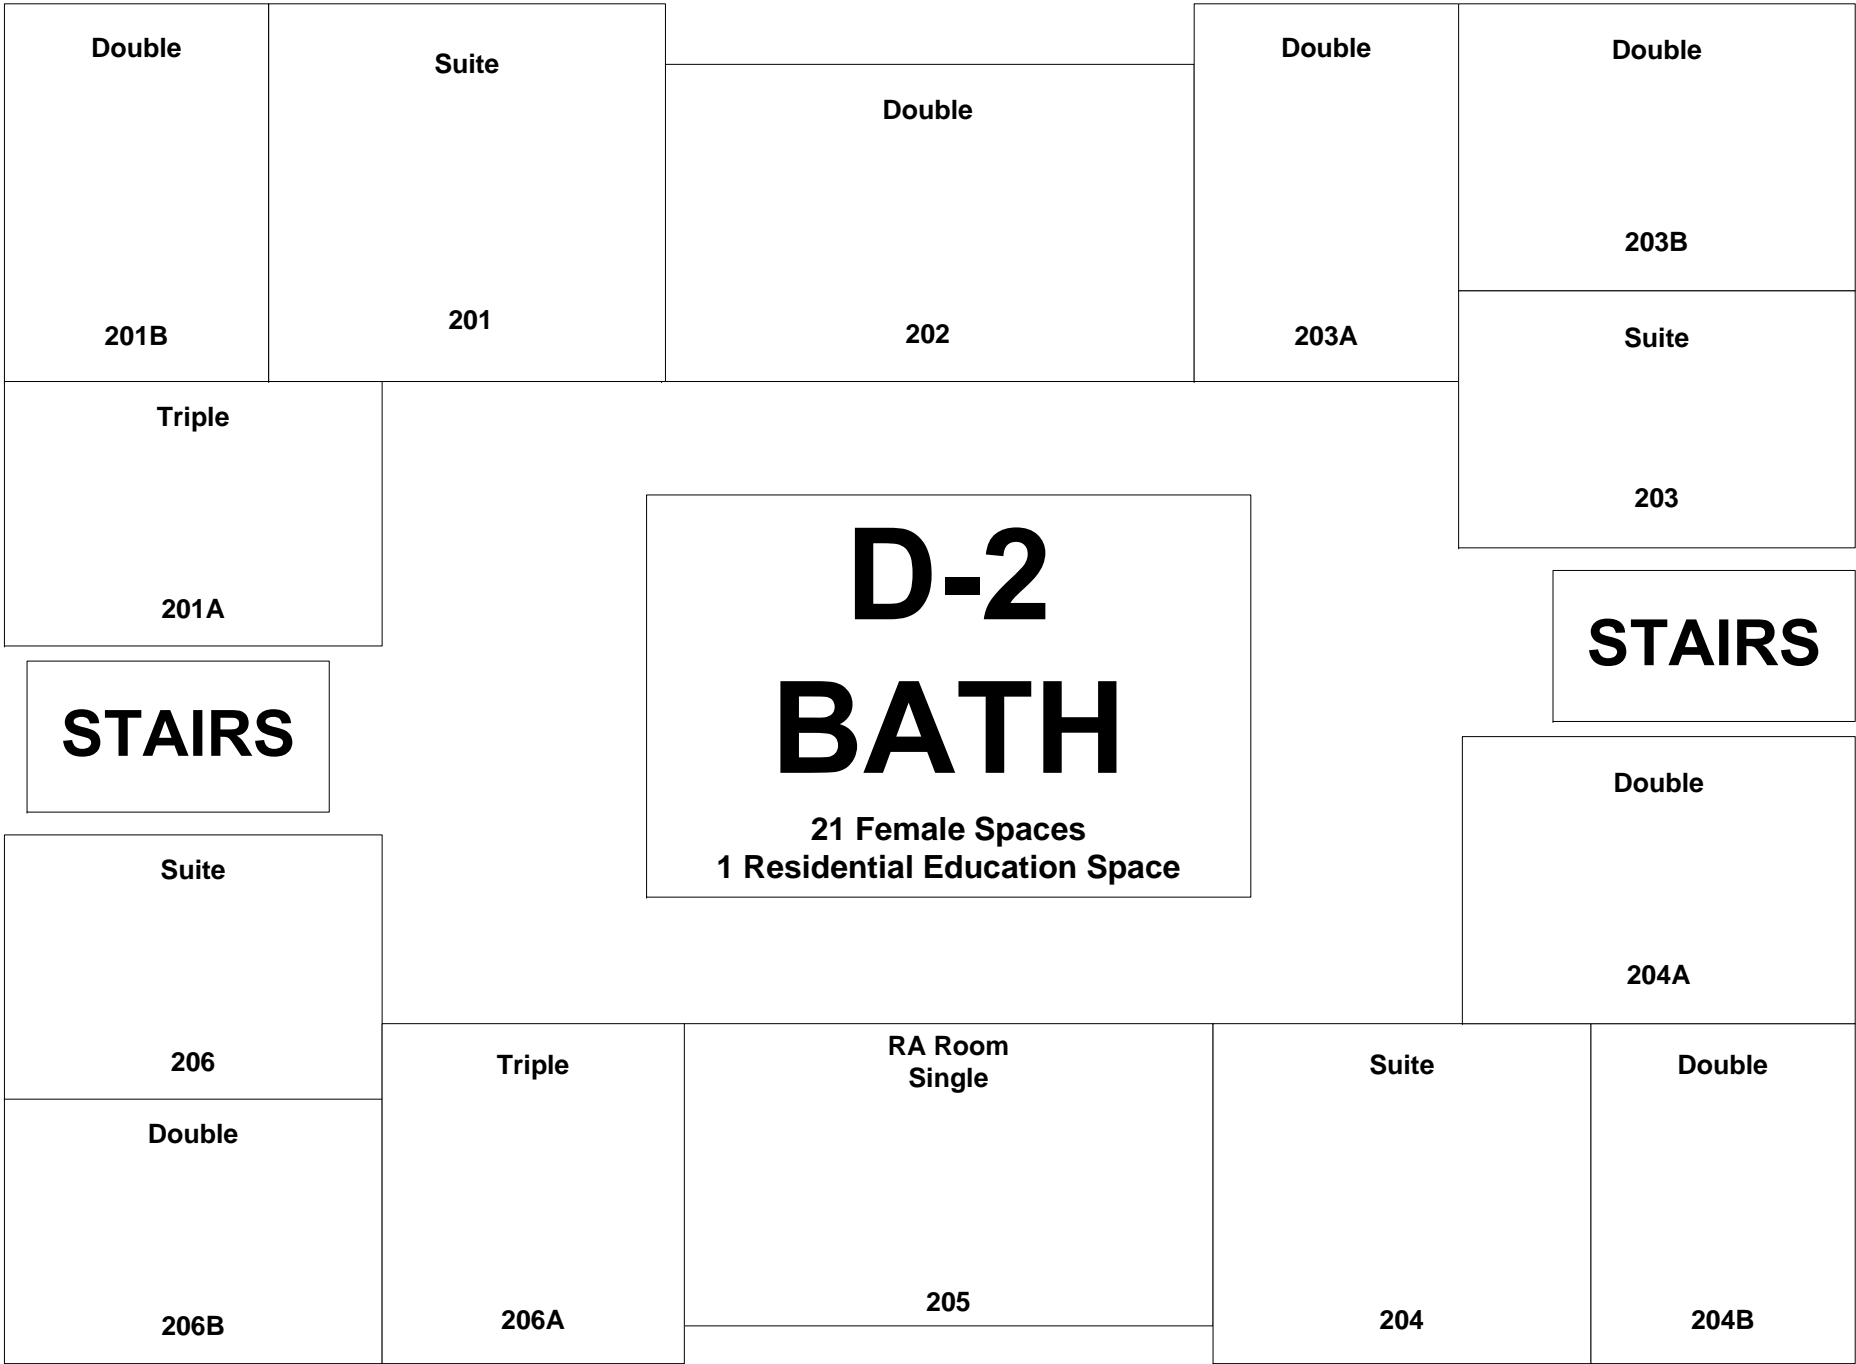 Double
201B
Suite
201
Double
202
Double
203A
Double
203B
Suite
203
Triple
201A
STAIRS
D-2
BATH
21 Female Spaces
1 Residential Education Space
STAIRS
Double
204A
Suite
206
Double
206B
Triple
206A
RA Room
Single
205
Suite
204
Double
204B